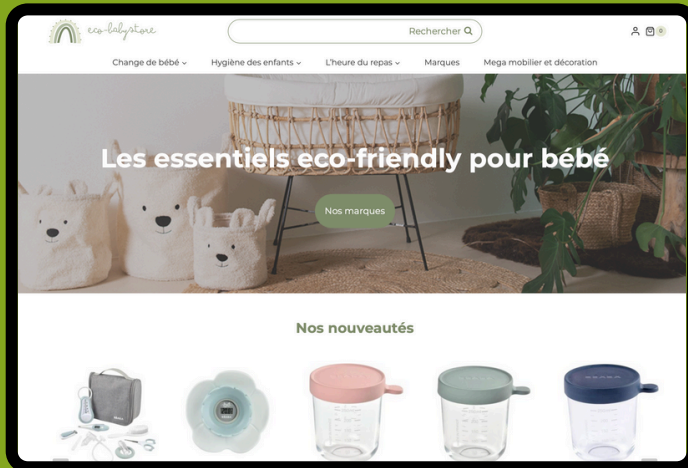 eco-babystore
Rechercher
0
Change de bébé
Hygiène des enfants
L'heure du repas
Marques
Mega mobilier et décoration
Les essentiels eco-friendly pour bébé
Nos marques
Nos nouveautés